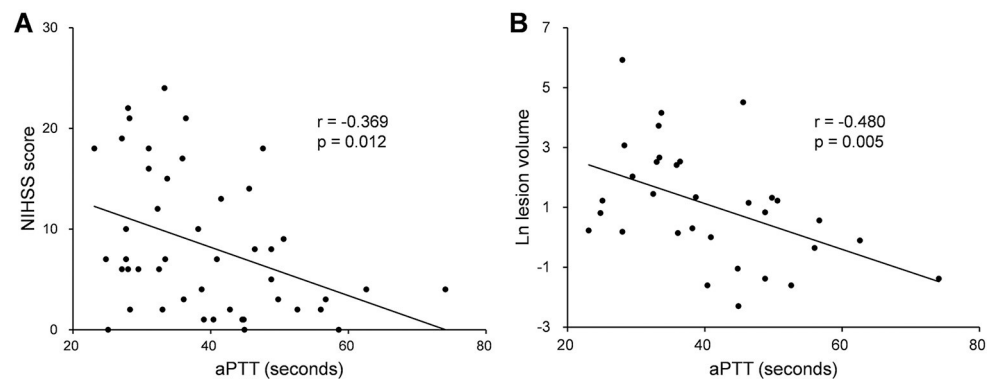 A
30
20
10
0
NIHSS score
r = -0.369
p = 0.012
20
40
60
80
aPTT (seconds)
B
7
5
3
1
-1
-3
Ln lesion volume
r = -0.480
p = 0.005
20
40
60
80
aPTT (seconds)